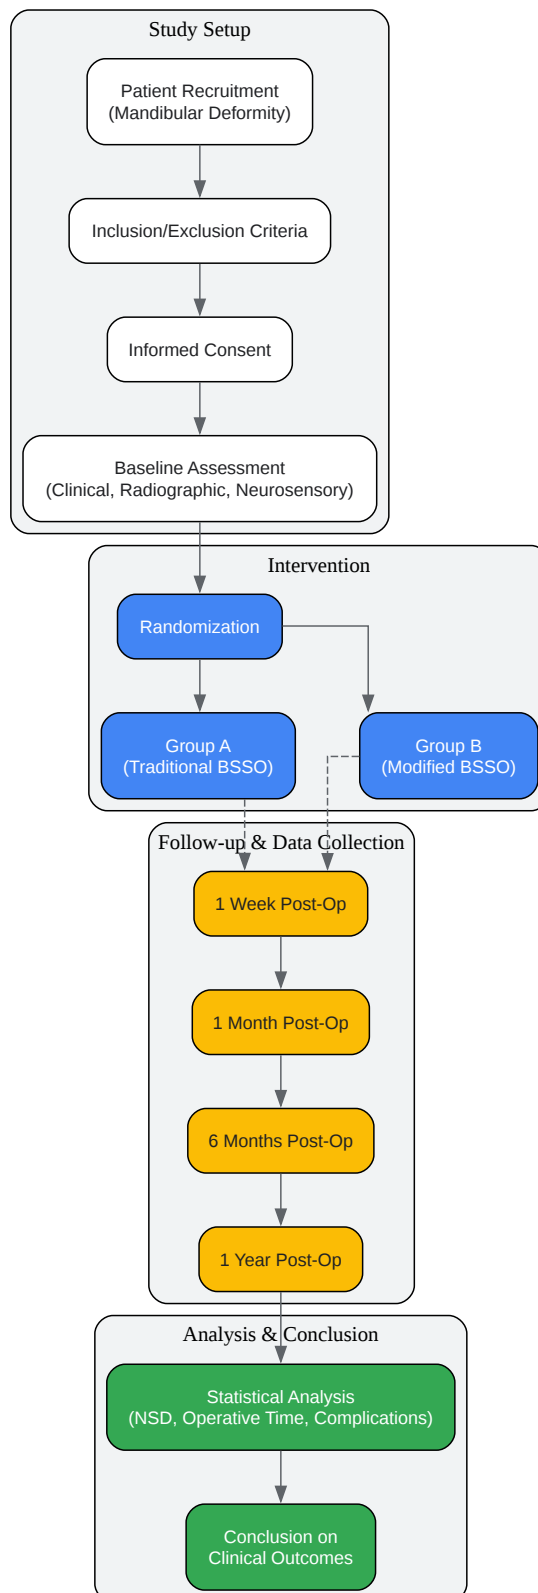 Study Setup
Patient Recruitment
(Mandibular Deformity)
Inclusion/Exclusion Criteria
Informed Consent
Baseline Assessment
(Clinical, Radiographic, Neurosensory)
Intervention
Randomization
Group A
(Traditional BSSO)
Group B
(Modified BSSO)
Follow-up & Data Collection
1 Week Post-Op
1 Month Post-Op
6 Months Post-Op
1 Year Post-Op
Analysis & Conclusion
Statistical Analysis
(NSD, Operative Time, Complications)
Conclusion on
Clinical Outcomes